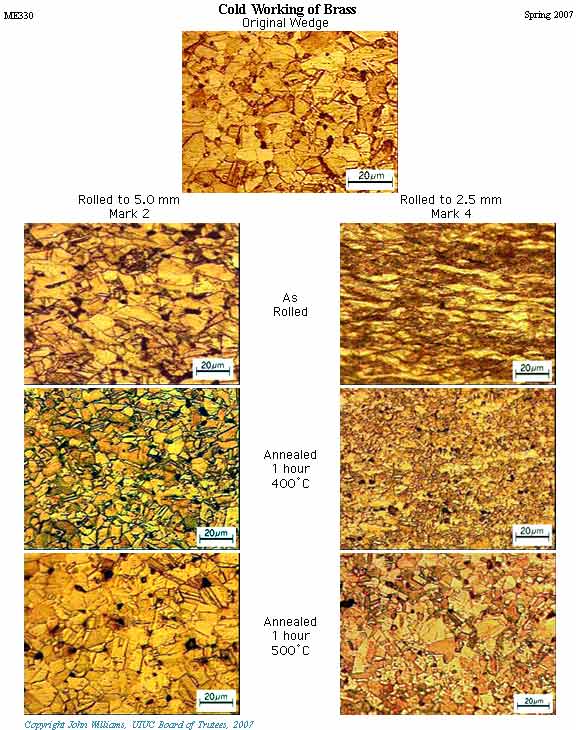 ME330
Cold Working of Brass
Spring 2007
Original Wedge
20µm
Rolled to 5.0 mm
Mark 2
Rolled to 2.5 mm
Mark 4
20µm
As
Rolled
20µm
20µm
Annealed
1 hour
400°C
20µm
20µm
Annealed
1 hour
500°C
20µm
Copyright John Williams, UIUC Board of Trutees, 2007